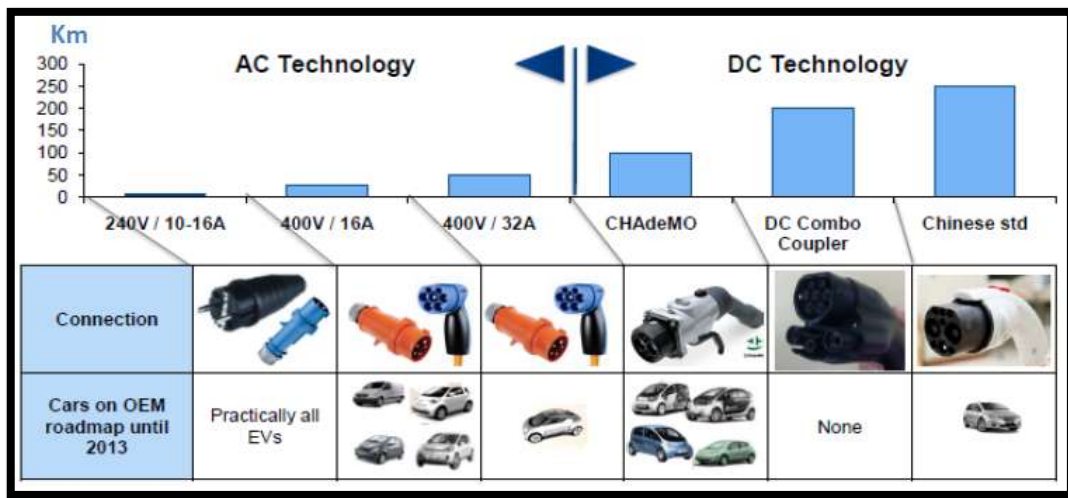 Km
AC Technology
DC Technology
300
250
200
150
100
50
0
240V / 10-16A
400V / 16A
400V / 32A
CHAdeMO
DC Combo
Coupler
Chinese std
Connection
Cars on OEM
roadmap until
2013
Practically all
EVs
None